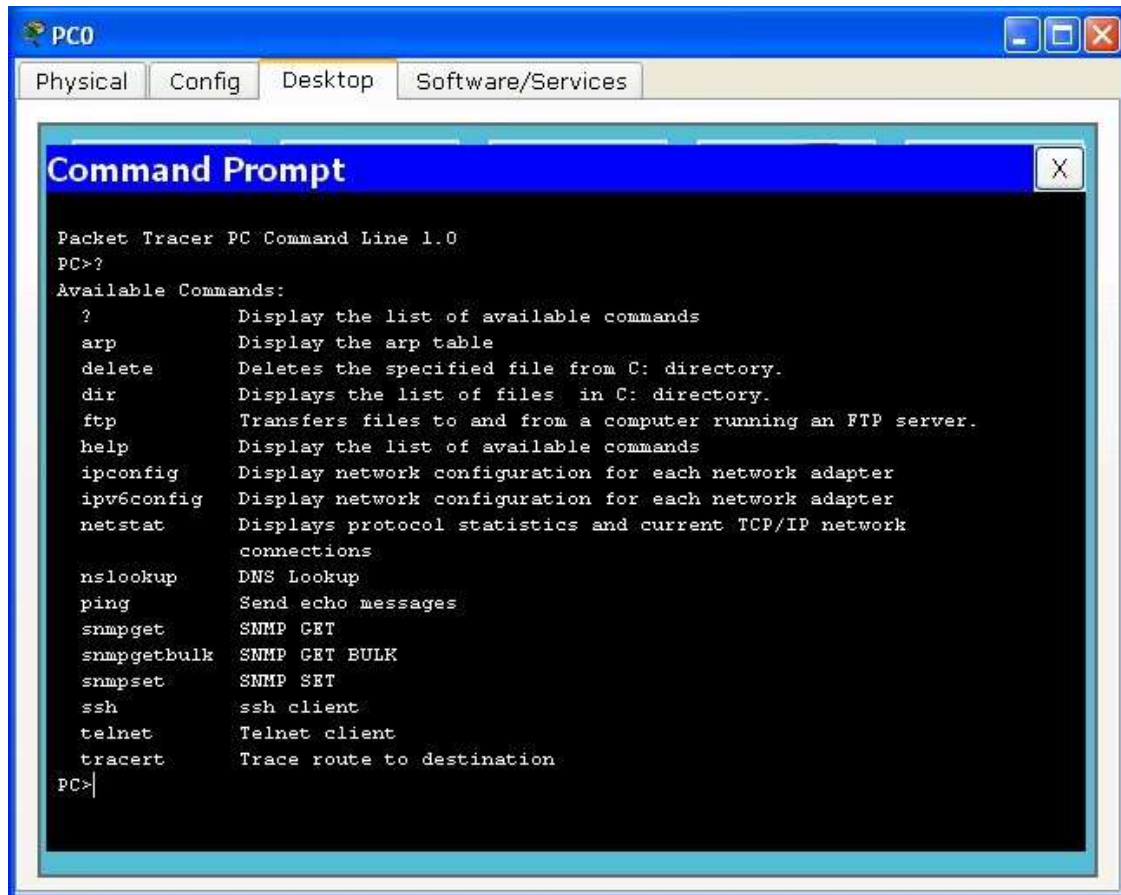 PC0
Physical Config Desktop Software/Services
Command Prompt X
Packet Tracer PC Command Line 1.0
PC>?
Available Commands:
? Display the list of available commands
arp Display the arp table
delete Deletes the specified file from C: directory.
dir Displays the list of files  in C: directory.
ftp Transfers files to and from a computer running an FTP server.
help Display the list of available commands
ipconfig Display network configuration for each network adapter
ipv6config Display network configuration for each network adapter
netstat Displays protocol statistics and current TCP/IP network
connections
nslookup DNS Lookup
ping Send echo messages
snmpget SNMP GET
snmpgetbulk SNMP GET BULK
snmpset SNMP SET
ssh ssh client
telnet Telnet client
tracert Trace route to destination
PC>